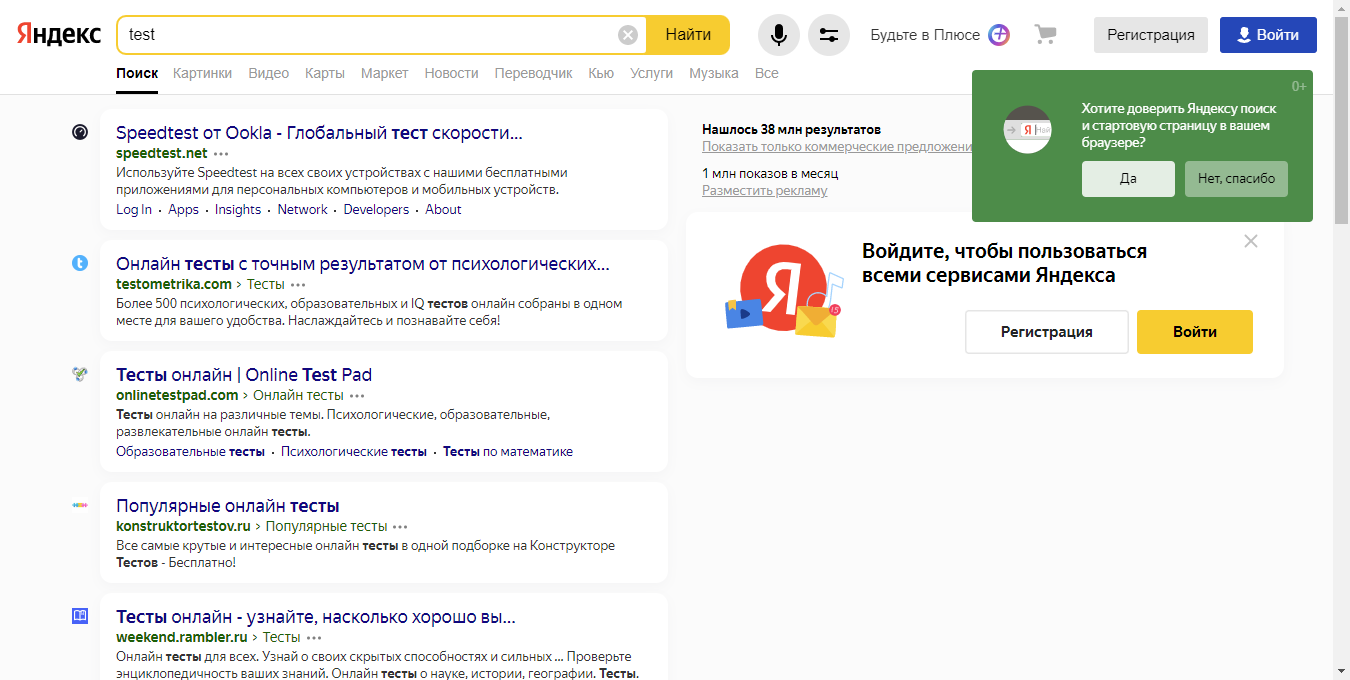 Яндекс
test
Найти
Будьте в Плюсе
Регистрация
Войти
Поиск Картинки Видео Карты Маркет Новости Переводчик Кью Услуги Музыка Все
Speedtest от Ookla - Глобальный тест скорости...
speedtest.net
Используйте Speedtest на всех своих устройствах с нашими бесплатными
приложениями для персональных компьютеров и мобильных устройств.
Log In · Apps · Insights · Network · Developers · About
Онлайн тесты с точным результатом от психологических...
testometrika.com › Тесты
Более 500 психологических, образовательных и IQ тестов онлайн собраны в одном
месте для вашего удобства. Наслаждайтесь и познавайте себя!
Тесты онлайн | Online Test Pad
onlinetestpad.com › Онлайн тесты
Тесты онлайн на различные темы. Психологические, образовательные,
развлекательные онлайн тесты.
Образовательные тесты · Психологические тесты · Тесты по математике
Популярные онлайн тесты
konstruktortestov.ru › Популярные тесты
Все самые крутые и интересные онлайн тесты в одной подборке на Конструкторе
Тестов - Бесплатно!
Тесты онлайн - узнайте, насколько хорошо вы...
weekend.rambler.ru › Тесты
Онлайн тесты для всех. Узнай о своих скрытых способностях и сильных ... Проверьте
энциклопедичность ваших знаний. Онлайн тесты о науке, истории, географии. Тесты.
Нашлось 38 млн результатов
Показать только коммерческие предложени
1 млн показов в месяц
Разместить рекламу
0+
Я Най
Хотите доверить Яндексу поиск
и стартовую страницу в вашем
браузере?
Да
Нет, спасибо
Я
15
Войдите, чтобы пользоваться
всеми сервисами Яндекса
Регистрация
Войти